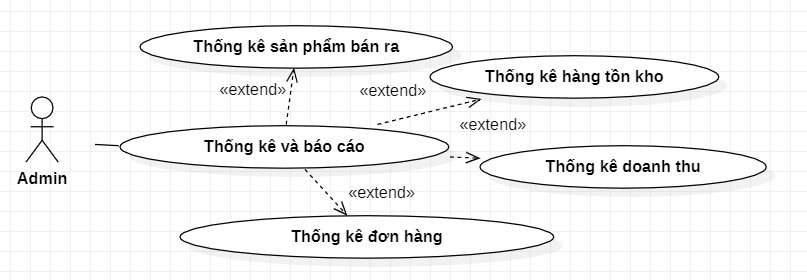 Thống kê sản phẩm bán ra
«extend»
Thống kê hàng tồn kho
«extend»
«extend»
Thống kê và báo cáo
Thống kê doanh thu
Admin
«extend»
Thống kê đơn hàng